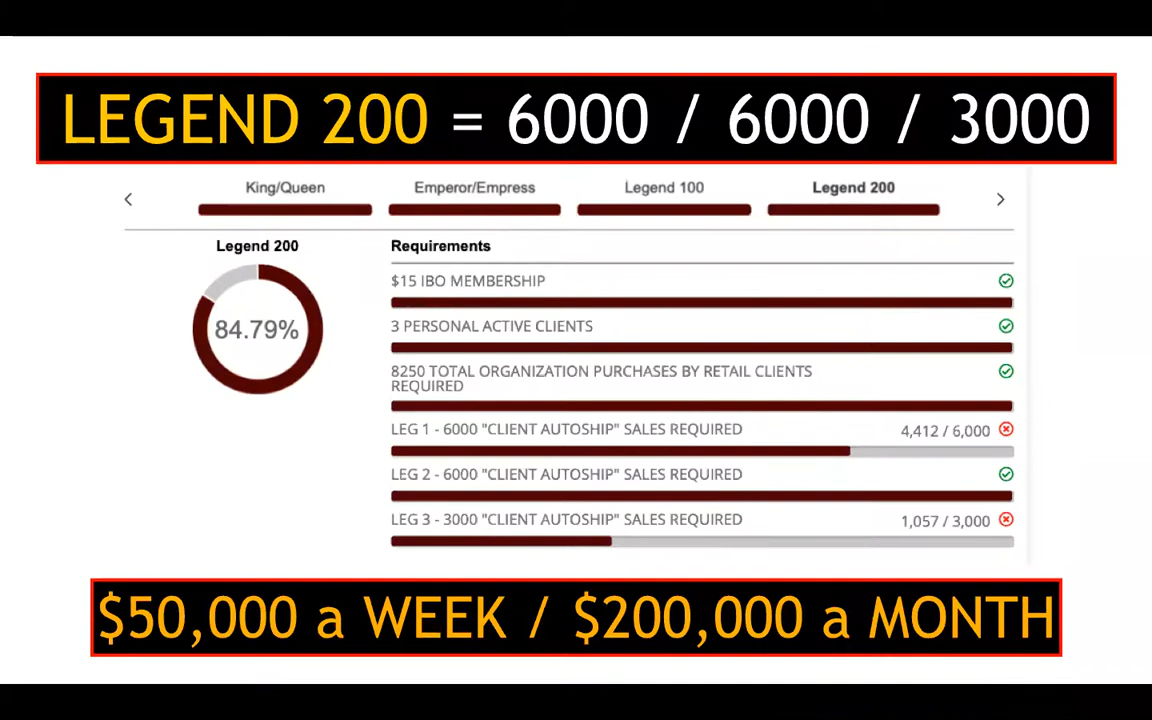 LEGEND 200 = 6000 / 6000 / 3000
King/Queen Emperor/Empress Legend 100 Legend 200
Legend 200
84.79%
Requirements
$15 IBO MEMBERSHIP
3 PERSONAL ACTIVE CLIENTS
8250 TOTAL ORGANIZATION PURCHASES BY RETAIL CLIENTS
REQUIRED
LEG 1 - 6000 "CLIENT AUTOSHIP" SALES REQUIRED 4,412 / 6,000
LEG 2 - 6000 "CLIENT AUTOSHIP" SALES REQUIRED
LEG 3 - 3000 "CLIENT AUTOSHIP" SALES REQUIRED 1,057 / 3,000
$50,000 a WEEK / $200,000 a MONTH